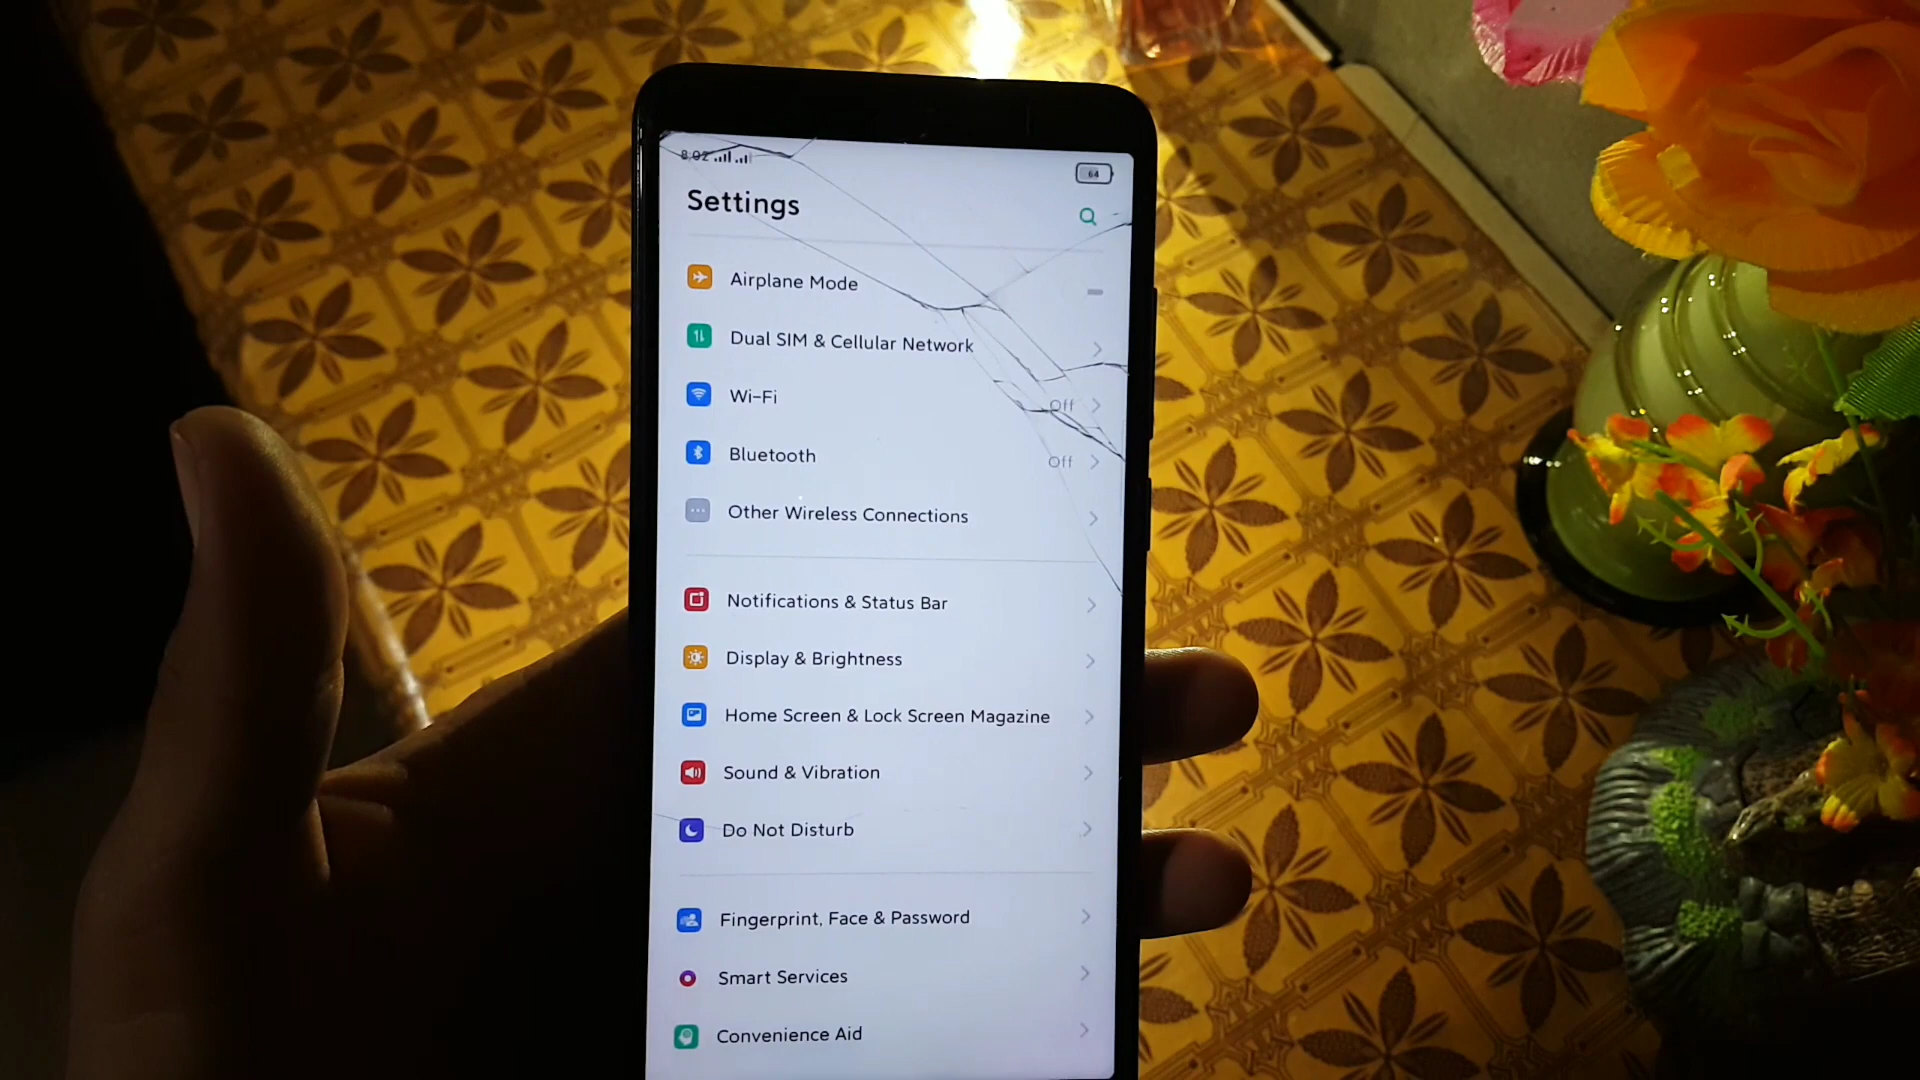 8:02
64
Settings
Airplane Mode
Dual SIM & Cellular Network
Wi-Fi
Off
Bluetooth
Off
Other Wireless Connections
Notifications & Status Bar
Display & Brightness
Home Screen & Lock Screen Magazine
Sound & Vibration
Do Not Disturb
Fingerprint, Face & Password
Smart Services
Convenience Aid